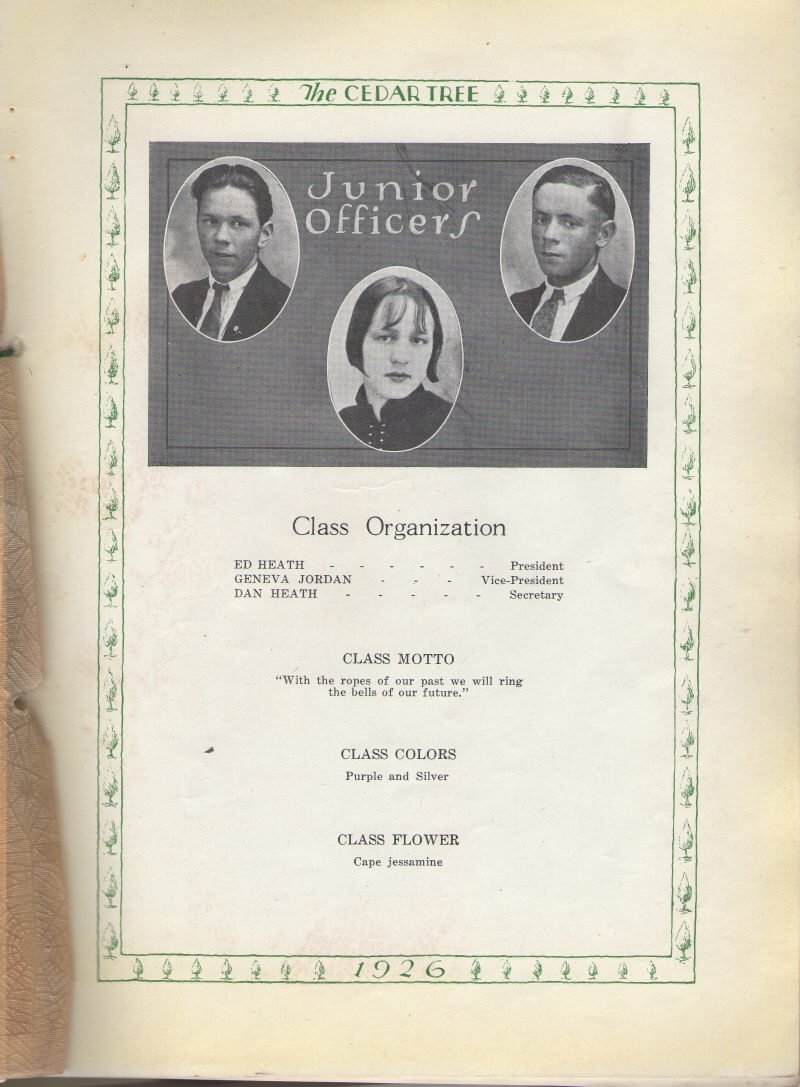 The CEDAR TREE
Junior
Officers
Class Organization
ED HEATH - - - - - - President
GENEVA JORDAN - - - Vice-President
DAN HEATH - - - - - Secretary
CLASS MOTTO
“With the ropes of our past we will ring
the bells of our future.”
CLASS COLORS
Purple and Silver
CLASS FLOWER
Cape jessamine
1926